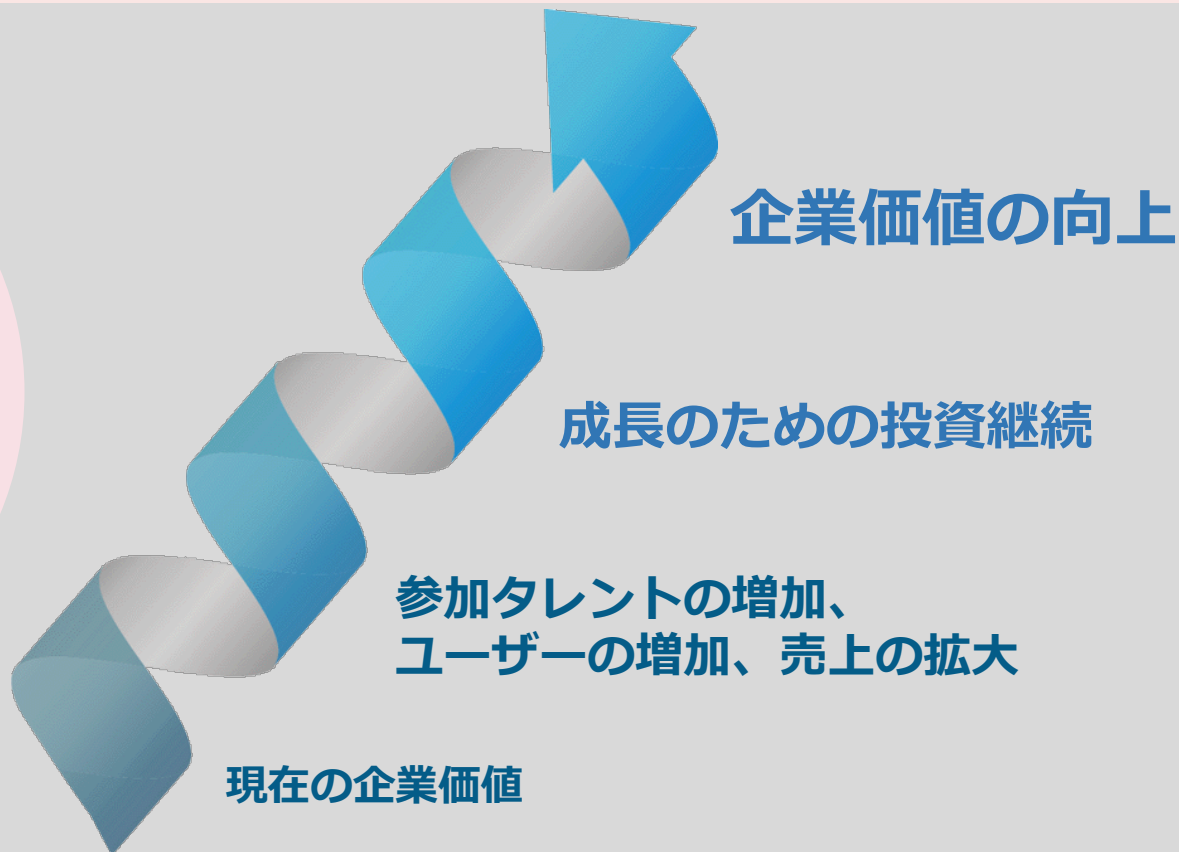 企業価値の向上
成長のための投資継続
参加タレントの増加、
ユーザーの増加、売上の拡大
現在の企業価値